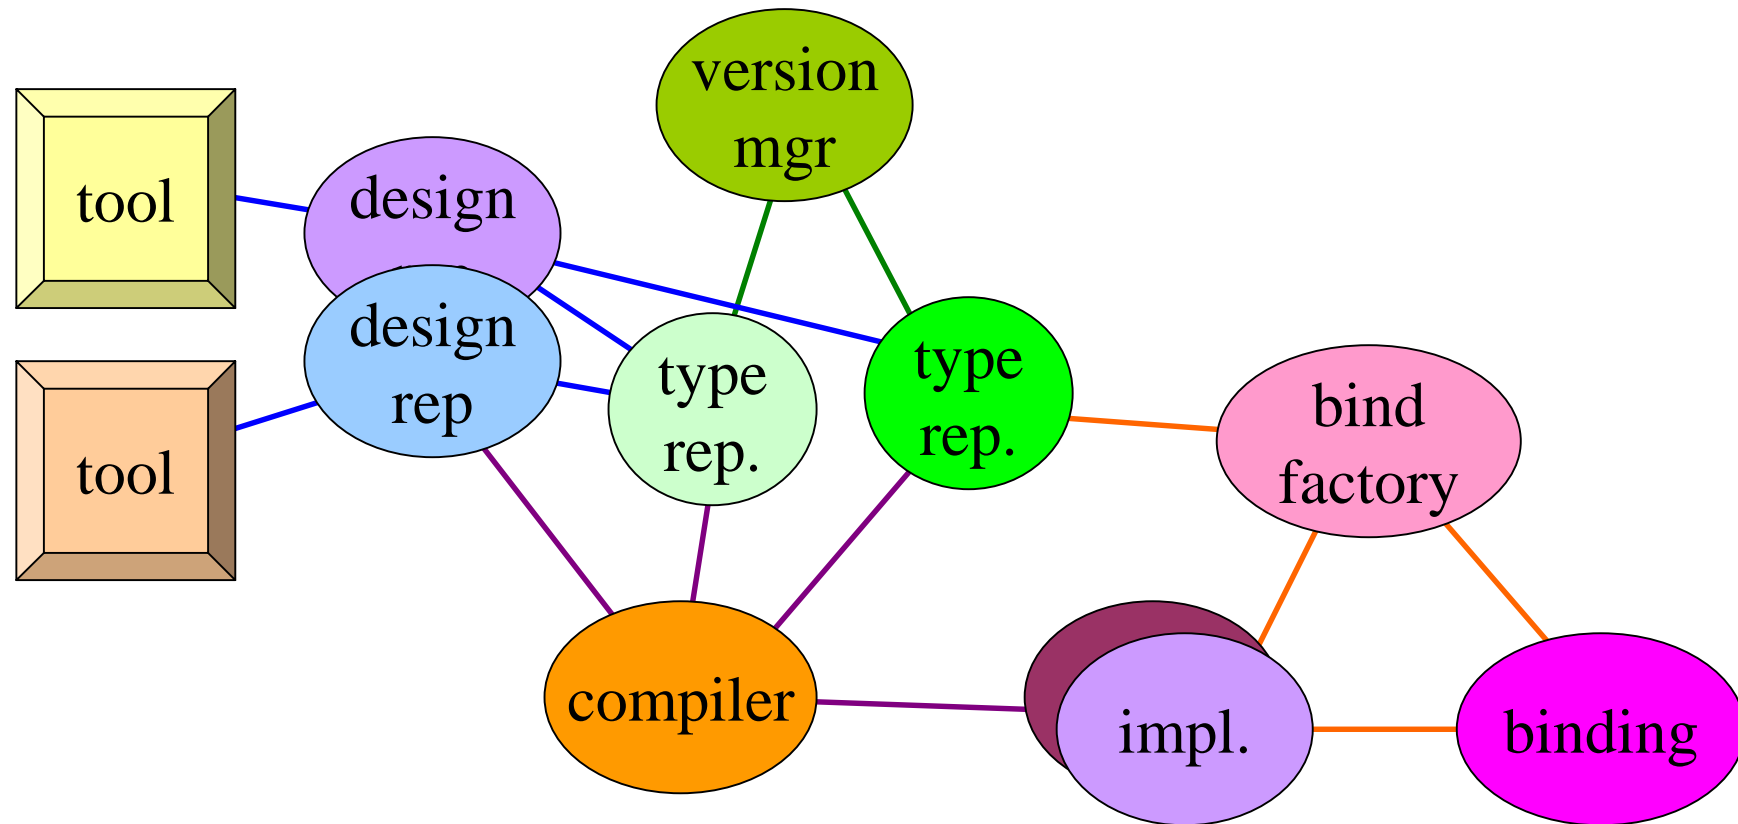 version
mgr
tool
design
design
rep
type
rep.
type
rep.
bind
factory
tool
compiler
impl.
binding